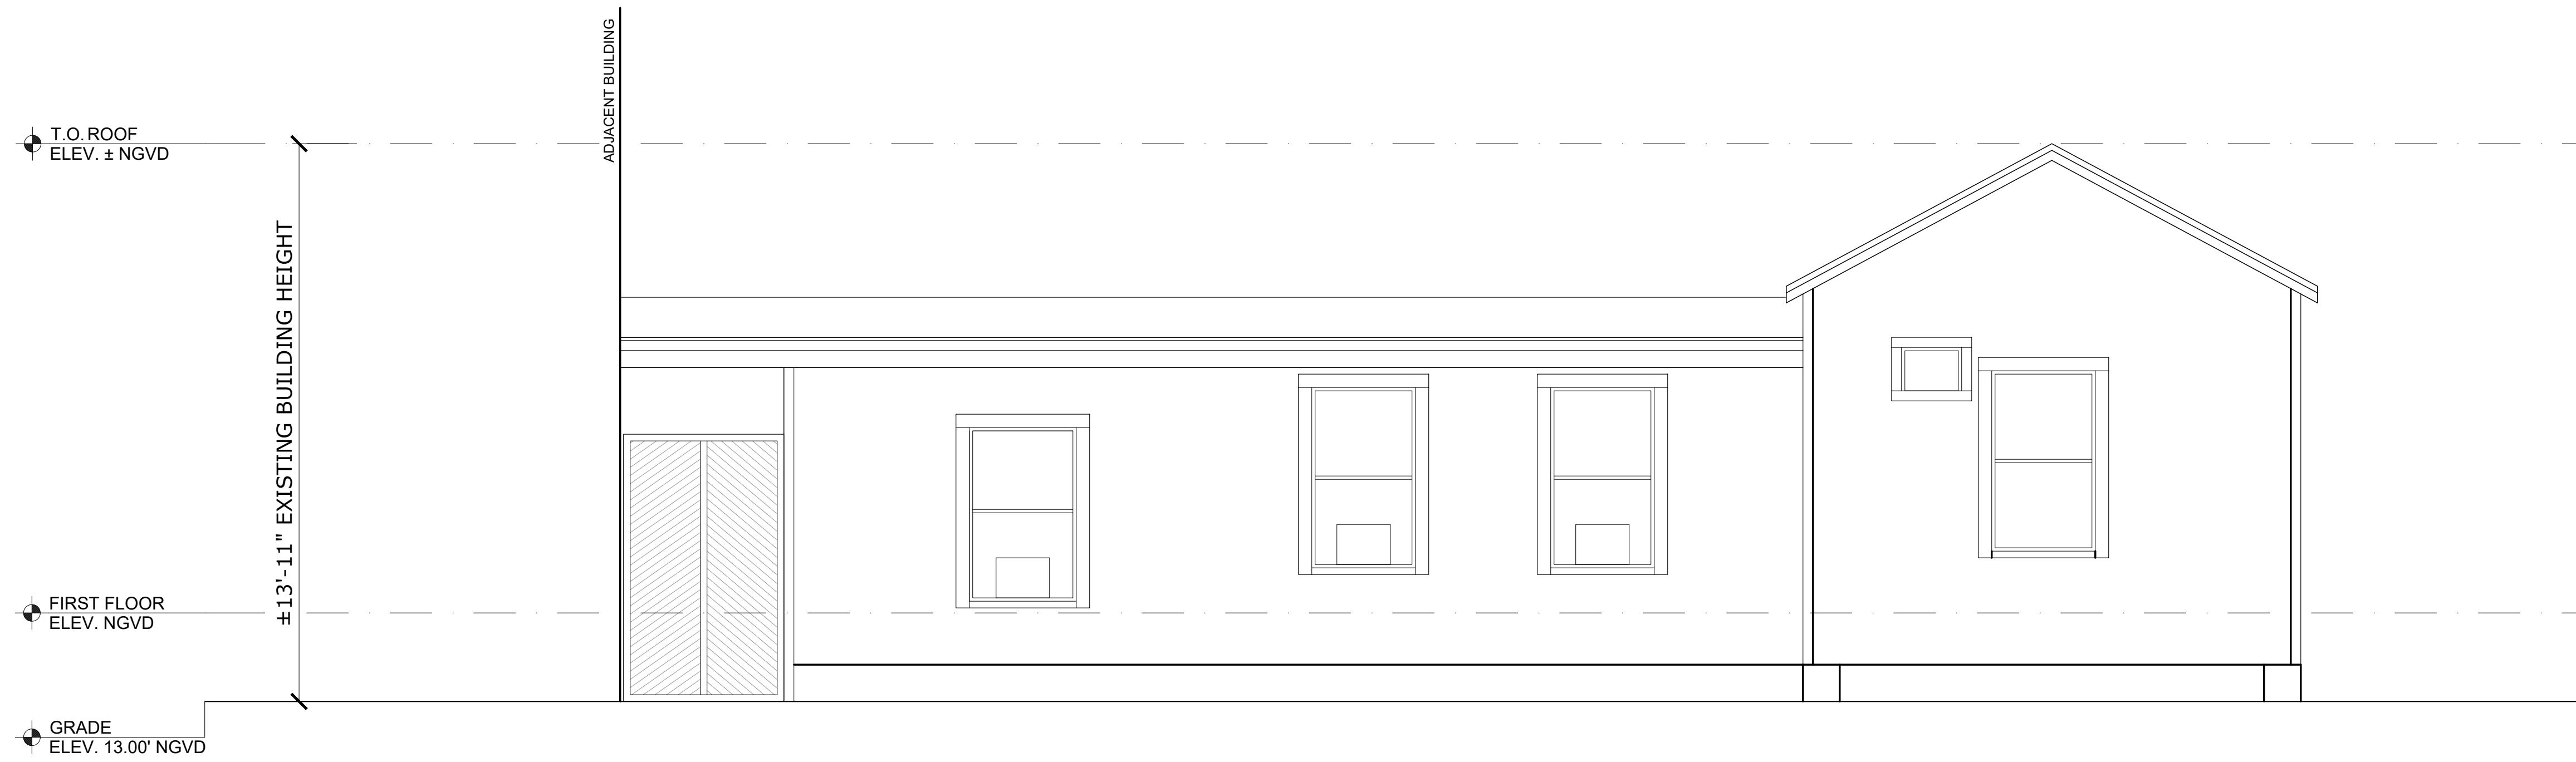 ADJACENT BUILDING
T.O. ROOF
ELEV. ± NGVD
±13'-11" EXISTING BUILDING HEIGHT
FIRST FLOOR
ELEV. NGVD
GRADE
ELEV. 13.00' NGVD